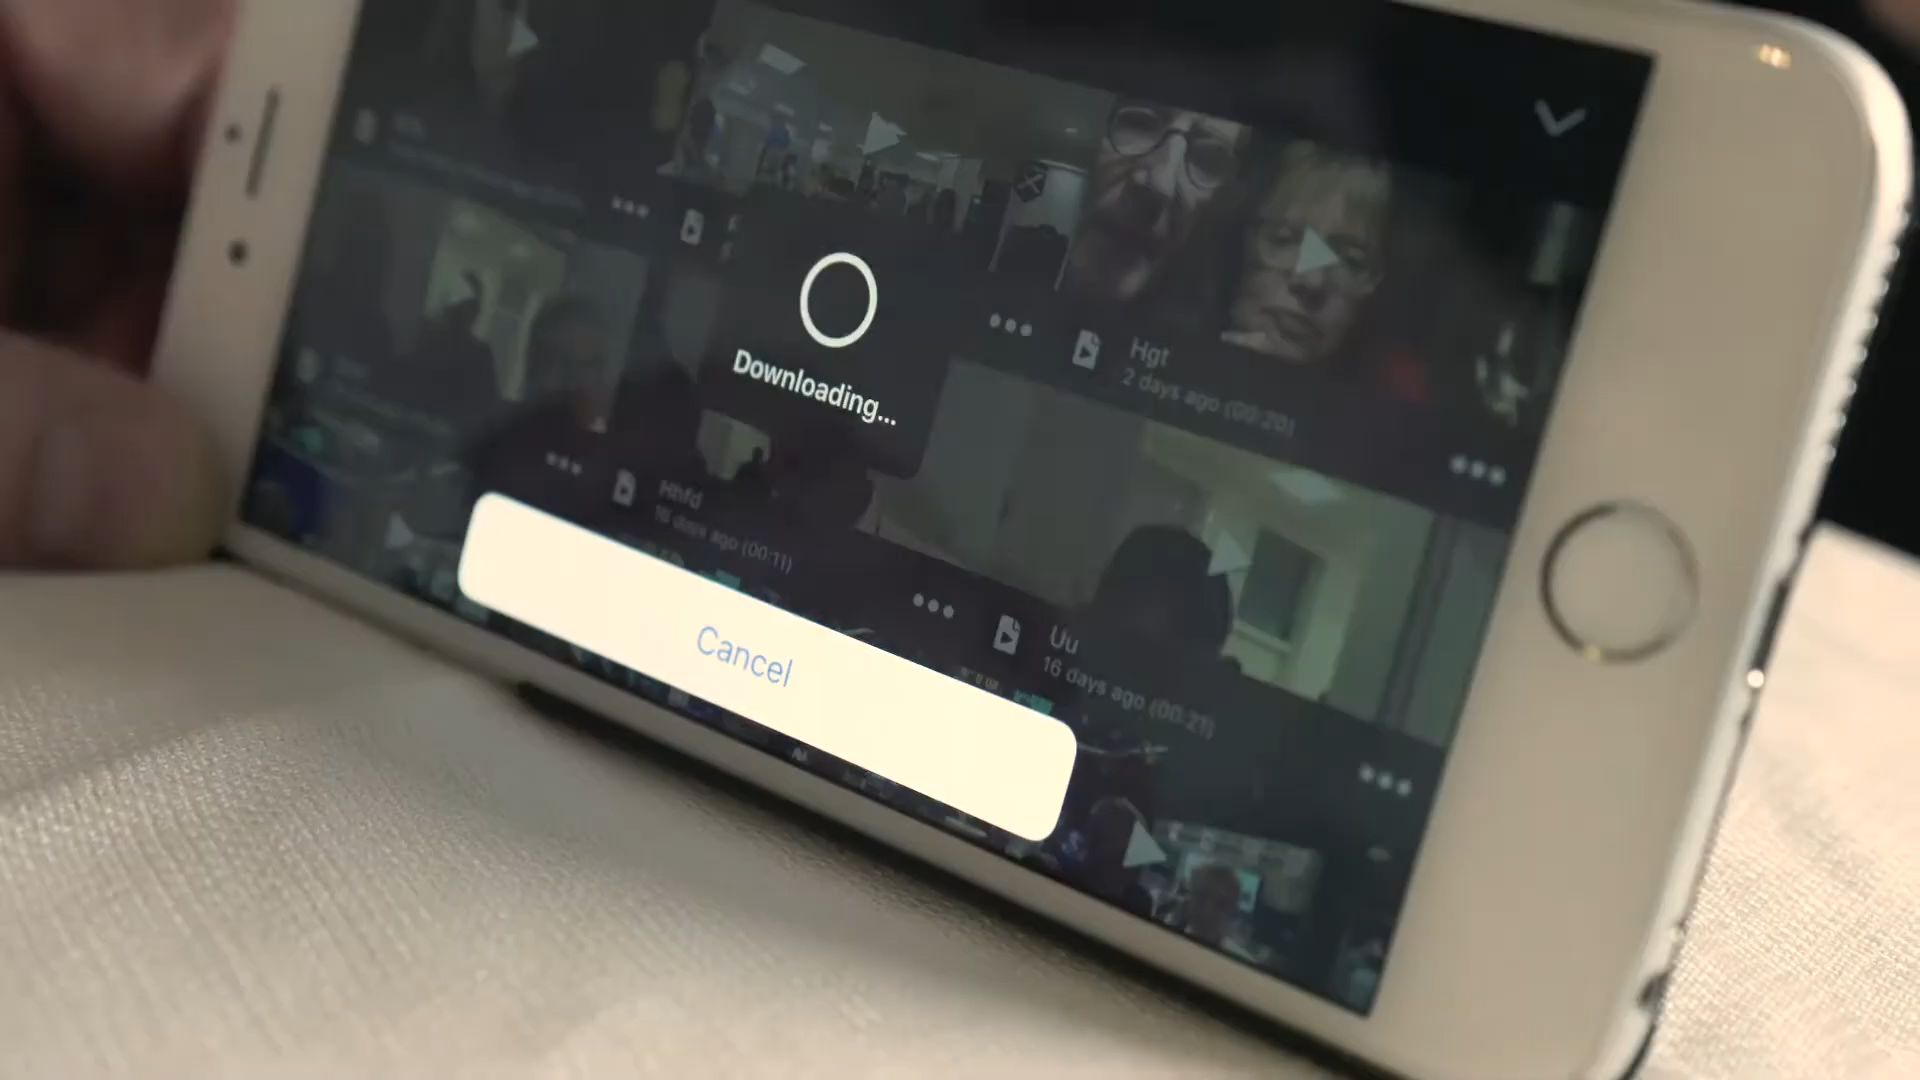 Downloading...
Hgt
2 days ago (00:20)
Hhfd
16 days ago (00:11)
Uu
16 days ago (00:21)
Cancel